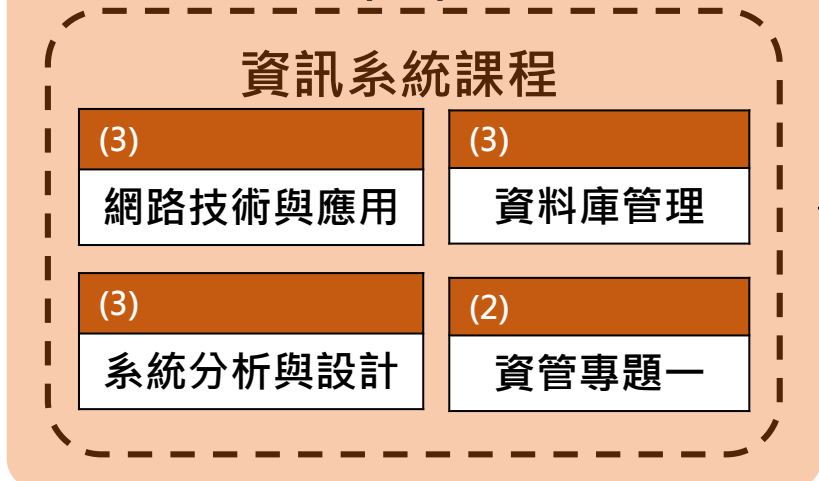 資訊系統課程
(3)
網路技術與應用
(3)
資料庫管理
(3)
系統分析與設計
(2)
資管專題一